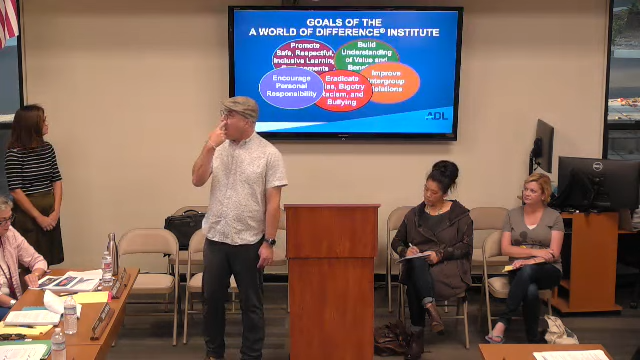 GOALS OF THE
A WORLD OF DIFFERENCE® INSTITUTE
Promote
Safe, Respectful,
Inclusive Learning
Build
Understanding
of Value and
Encourage
Personal
Responsibility
Eradicate
Bigotry
Racism, and
Bullying
Improve
Intergroup
Relations
ADL
DELL